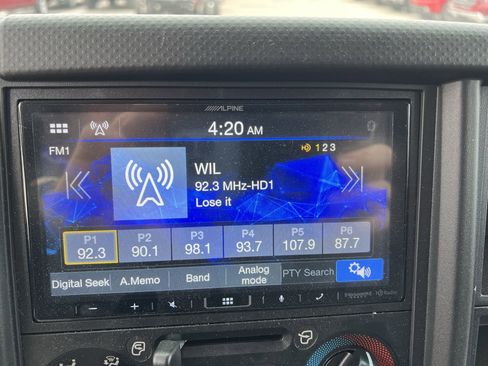 ALPINE
4:20 AM
FM1
1 2 3
WIL
92.3 MHz-HD1
Lose it
P1 P2 P3 P4 P5 P6
92.3 90.1 98.1 93.7 107.9 87.7
Digital Seek A.Memo Band Analog mode PTY Search
HD Radio